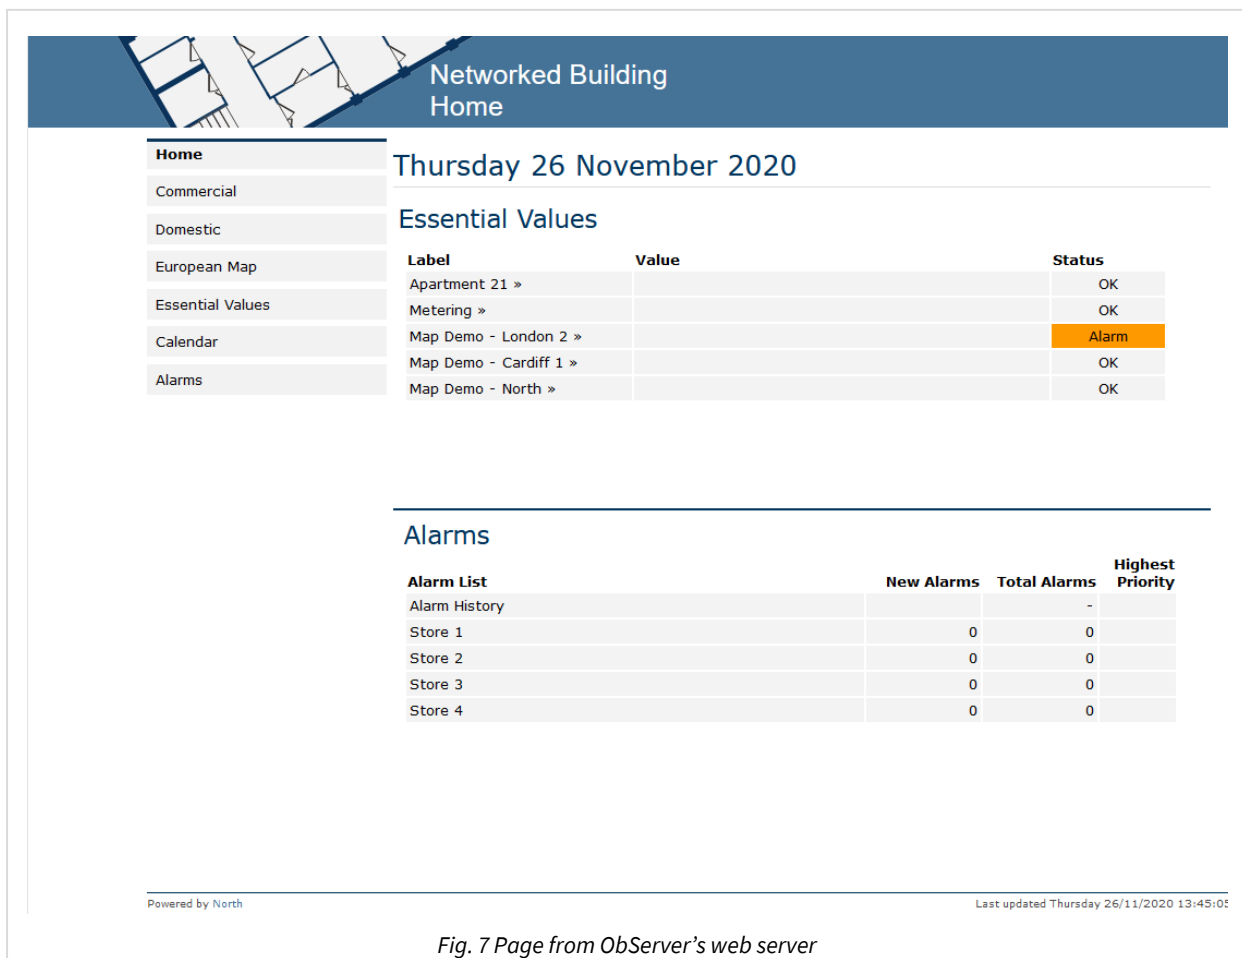 Networked Building
Home
Home
Commercial
Domestic
European Map
Essential Values
Calendar
Alarms
Thursday 26 November 2020
Essential Values
Label Value Status
Apartment 21 » OK
Metering » OK
Map Demo - London 2 » Alarm
Map Demo - Cardiff 1 » OK
Map Demo - North » OK
Alarms
Alarm List New Alarms Total Alarms Highest Priority
Alarm History -
Store 1 0 0
Store 2 0 0
Store 3 0 0
Store 4 0 0
Powered by North Last updated Thursday 26/11/2020 13:45:05
Fig. 7 Page from ObServer’s web server